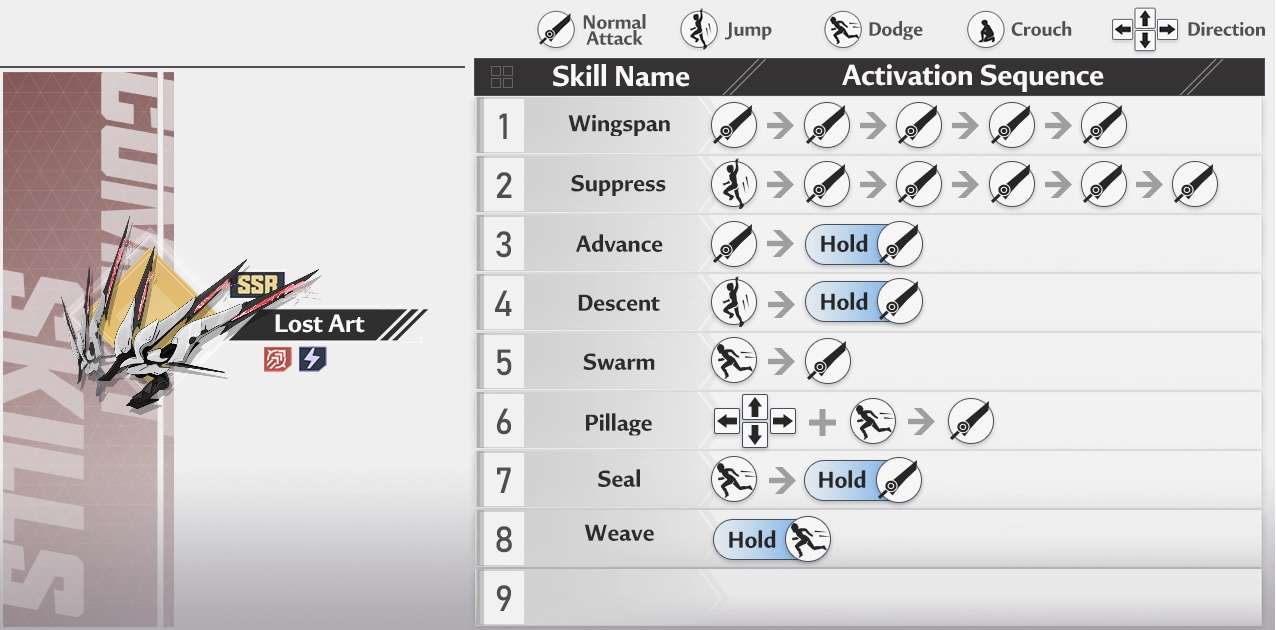 Normal
Attack
Jump
Dodge
Crouch
Direction
Skill Name
Activation Sequence
1
Wingspan
2
Suppress
3
Advance
Hold
4
Descent
Hold
5
Swarm
6
Pillage
7
Seal
Hold
8
Weave
Hold
9
SSR
Lost Art
SKILLS